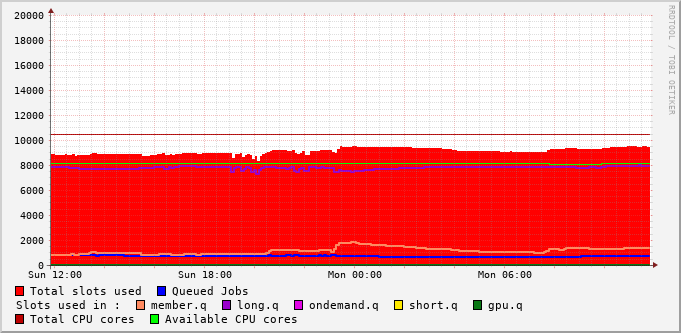 20000
18000
16000
14000
12000
10000
8000
6000
4000
2000
0
Sun 12:00 Sun 18:00 Mon 00:00 Mon 06:00
Total slots used Queued Jobs
Slots used in : member.q long.q ondemand.q short.q gpu.q
Total CPU cores Available CPU cores
RRDTOOL / TOBI OETIKER